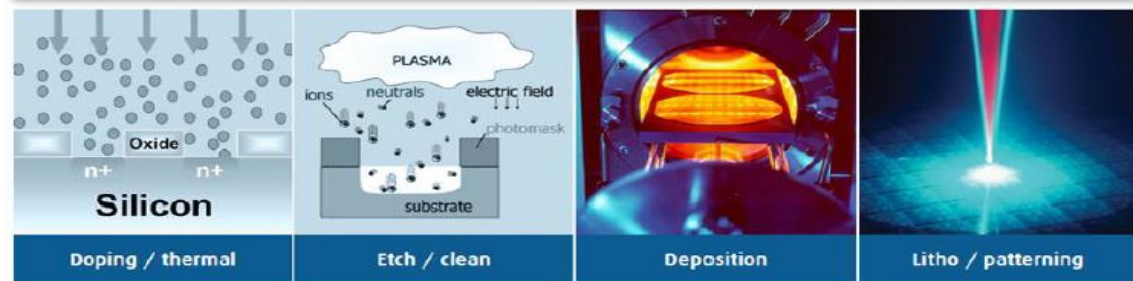 Oxide
n+ n+
Silicon
PLASMA
ions neutrals electric field
photomask
substrate
Doping / thermal
Etch / clean
Deposition
Litho / patterning